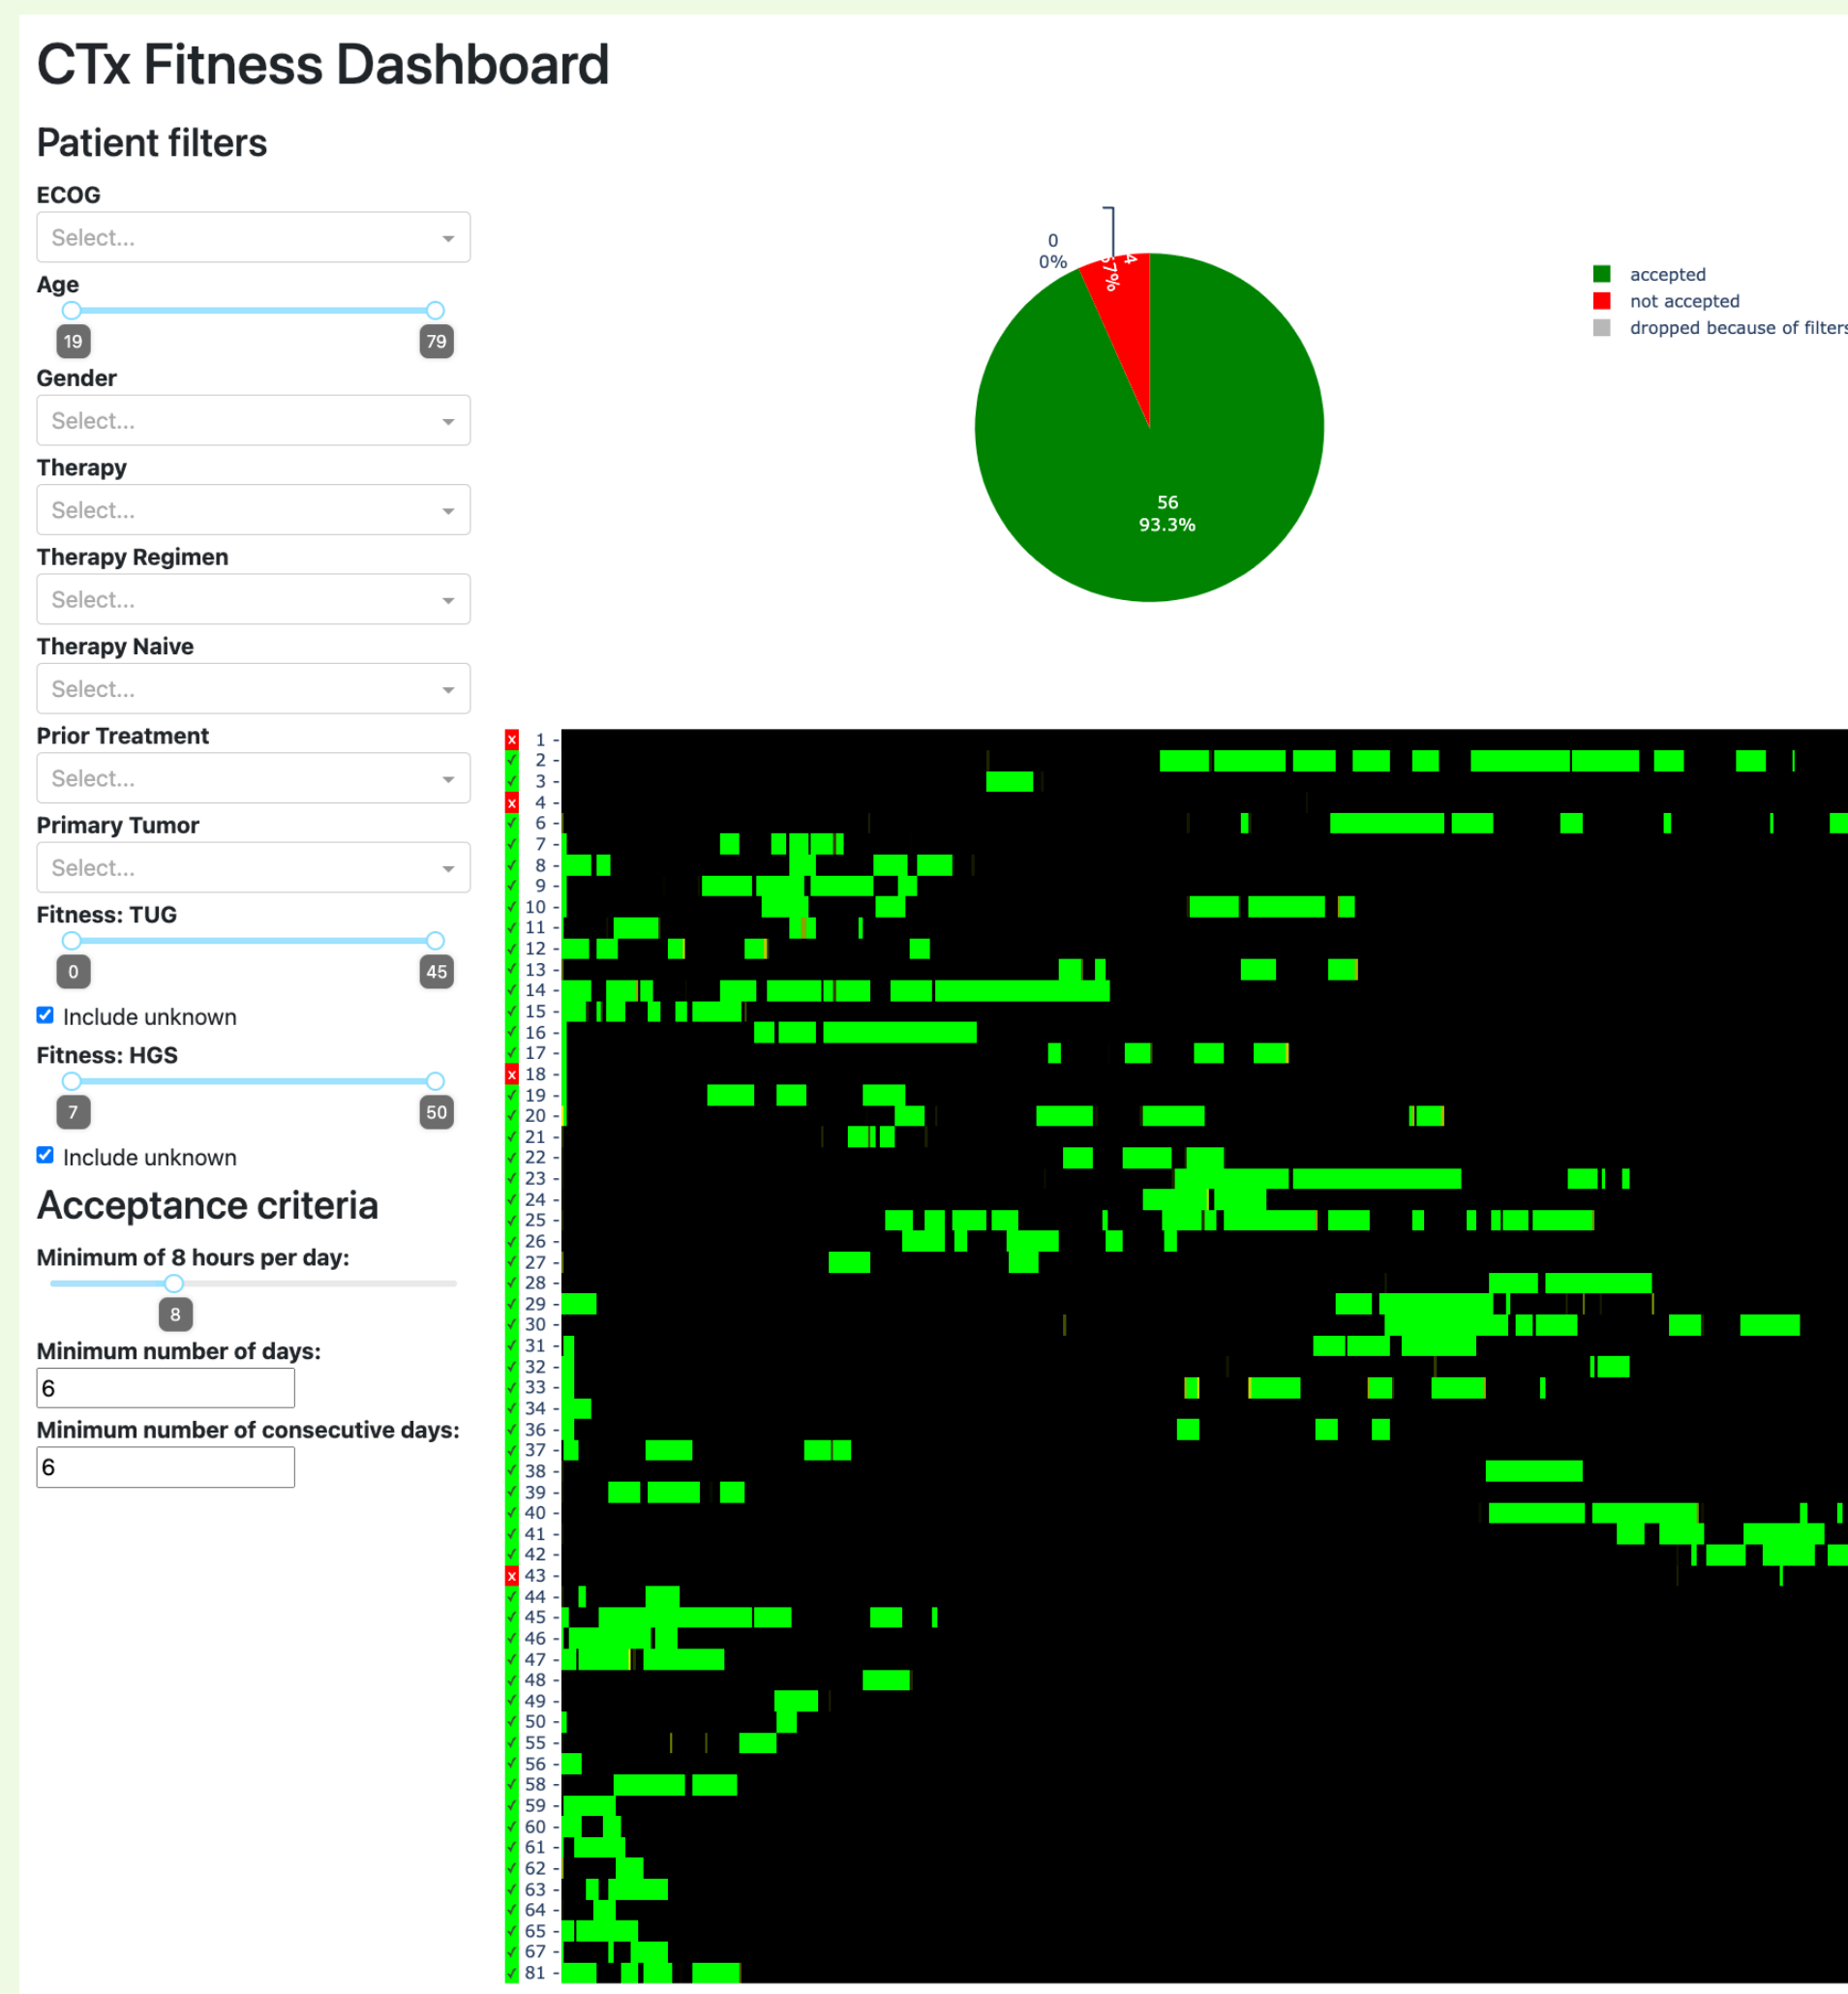 CTx Fitness Dashboard
Patient filters
ECOG
Select...
Age
19
79
Gender
Select...
Therapy
Select...
Therapy Regimen
Select...
Therapy Naive
Select...
Prior Treatment
Select...
Primary Tumor
Select...
Fitness: TUG
0
45
Include unknown
Fitness: HGS
7
50
Include unknown
Acceptance criteria
Minimum of 8 hours per day:
8
Minimum number of days:
6
Minimum number of consecutive days:
6
0
0%
4
56
93.3%
accepted
not accepted
dropped because of filters
x 1 -
✓ 2 -
✓ 3 -
x 4 -
✓ 6 -
✓ 7 -
✓ 8 -
✓ 9 -
✓ 10 -
✓ 11 -
✓ 12 -
✓ 13 -
✓ 14 -
✓ 15 -
✓ 16 -
✓ 17 -
x 18 -
✓ 19 -
✓ 20 -
✓ 21 -
✓ 22 -
✓ 23 -
✓ 24 -
✓ 25 -
✓ 26 -
✓ 27 -
✓ 28 -
✓ 29 -
✓ 30 -
✓ 31 -
✓ 32 -
✓ 33 -
✓ 34 -
✓ 36 -
✓ 37 -
✓ 38 -
✓ 39 -
✓ 40 -
✓ 41 -
✓ 42 -
x 43 -
✓ 44 -
✓ 45 -
✓ 46 -
✓ 47 -
✓ 48 -
✓ 49 -
✓ 50 -
✓ 55 -
✓ 56 -
✓ 58 -
✓ 59 -
✓ 60 -
✓ 61 -
✓ 62 -
✓ 63 -
✓ 64 -
✓ 65 -
✓ 67 -
✓ 81 -